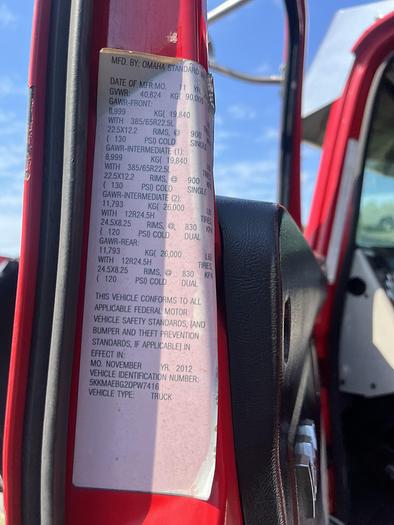 MFD. BY: OMAHA STANDARD
DATE OF MFR.MO. 11 YR.
GVWR: 40,824 KG( 90,000
GAWR-FRONT:
8,999 KG( 19,840
WITH 385/65R22.5L
22.5X12.2 RIMS, @ 900
( 130 PSI) COLD SINGLE
GAWR-INTERMEDIATE (1):
8,999 KG( 19,840
WITH 385/65R22.5L TIRES
22.5X12.2 RIMS, @ 900 K
( 130 PSI) COLD SINGLE
GAWR-INTERMEDIATE (2):
11,793 KG( 26,000 LB
WITH 12R24.5H TIRES
24.5X8.25 RIMS, @ 830 KPA
( 120 PSI) COLD DUAL
GAWR-REAR:
11,793 KG( 26,000 LB
WITH 12R24.5H TIRES,
24.5X8.25 RIMS, @ 830 KPA
( 120 PSI) COLD DUAL
THIS VEHICLE CONFORMS TO ALL
APPLICABLE FEDERAL MOTOR
VEHICLE SAFETY STANDARDS, [AND
BUMPER AND THEFT PREVENTION
STANDARDS, IF APPLICABLE] IN
EFFECT IN:
MO. NOVEMBER YR. 2012
VEHICLE IDENTIFICATION NUMBER:
5KKMAEBG2DPW7416
VEHICLE TYPE: TRUCK